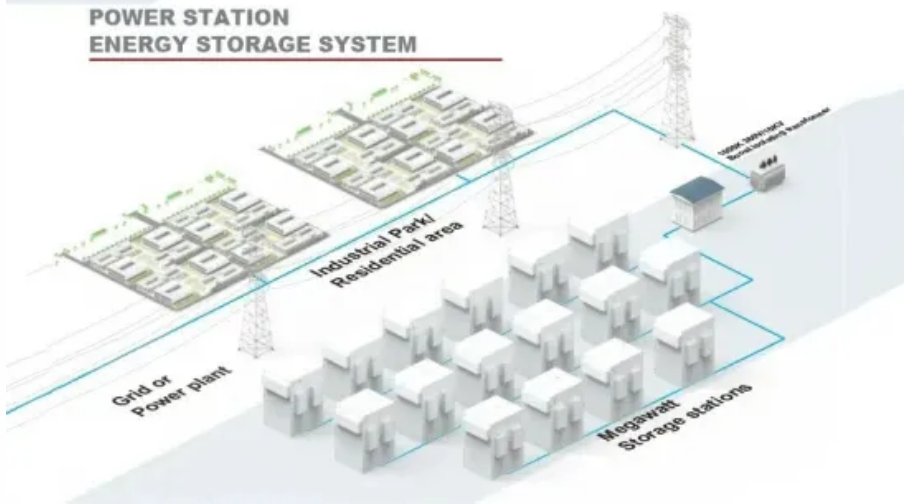 POWER STATION
ENERGY STORAGE SYSTEM
Industrial Park/
Residential area
Grid or
Power plant
Megawatt
Storage stations